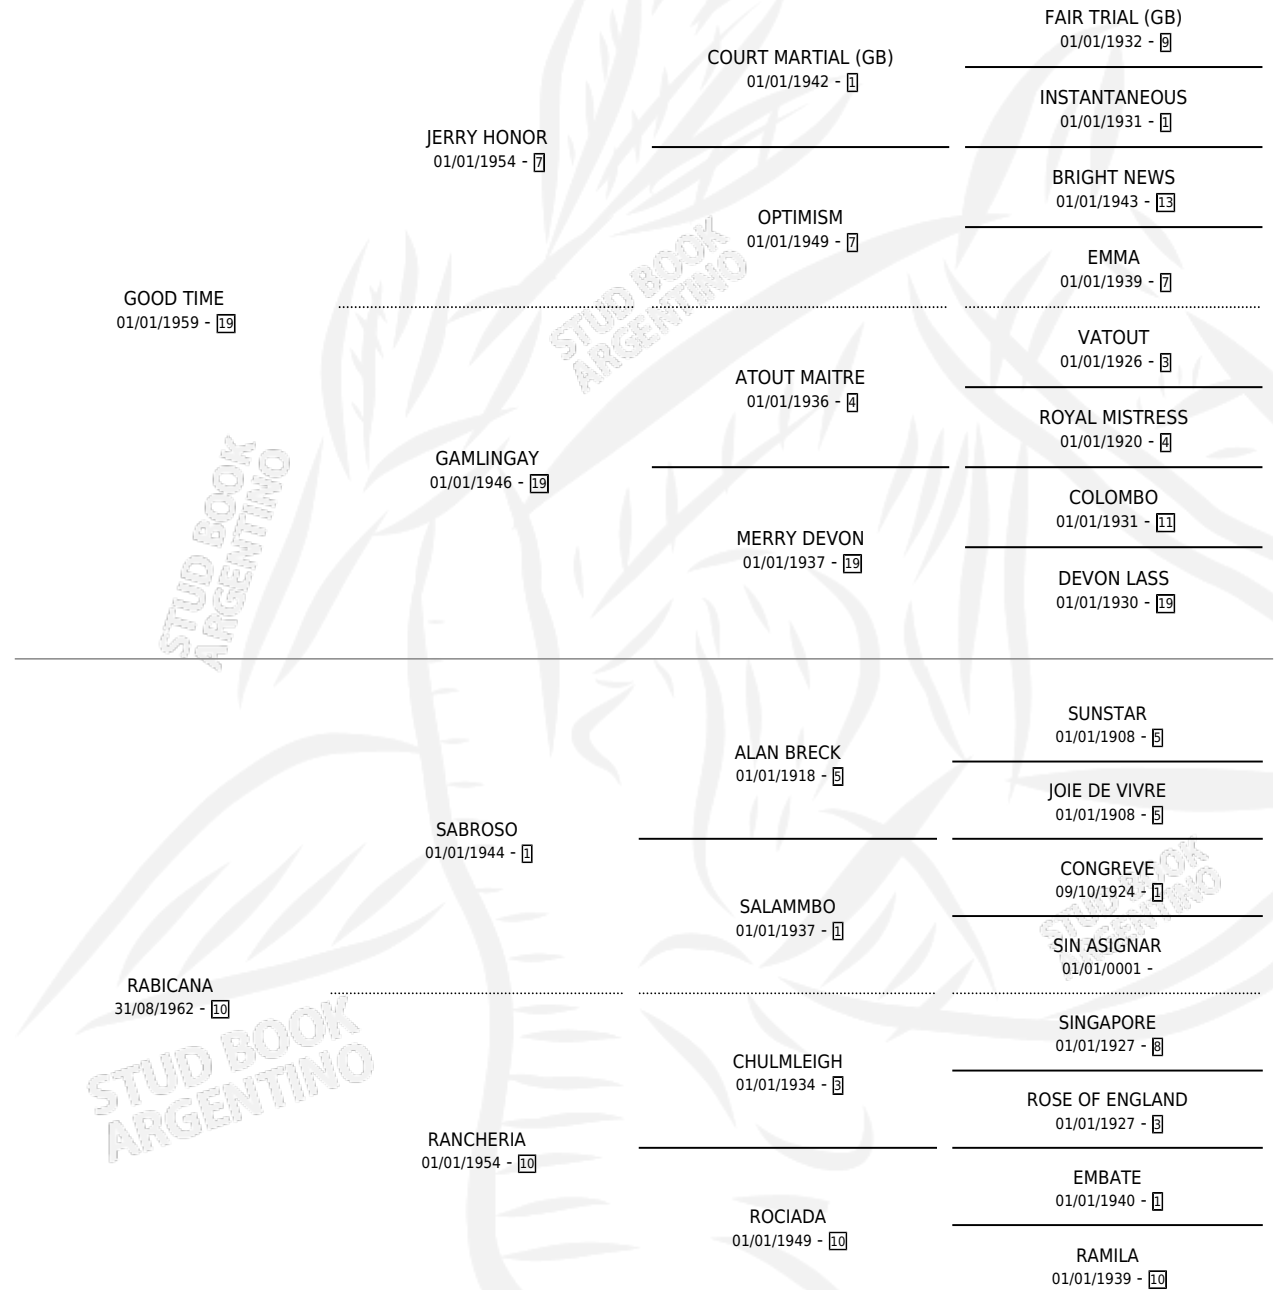 FAIR TRIAL (GB)
01/01/1932 - 9
COURT MARTIAL (GB)
01/01/1942 - 1
INSTANTANEOUS
01/01/1931 - 1
JERRY HONOR
01/01/1954 - 7
BRIGHT NEWS
01/01/1943 - 13
OPTIMISM
01/01/1949 - 7
EMMA
01/01/1939 - 7
GOOD TIME
01/01/1959 - 19
VATOUT
01/01/1926 - 3
ATOUT MAITRE
01/01/1936 - 4
ROYAL MISTRESS
01/01/1920 - 4
GAMLINGAY
01/01/1946 - 19
COLOMBO
01/01/1931 - 11
MERRY DEVON
01/01/1937 - 19
DEVON LASS
01/01/1930 - 19
SUNSTAR
01/01/1908 - 5
ALAN BRECK
01/01/1918 - 5
JOIE DE VIVRE
01/01/1908 - 5
SABROSO
01/01/1944 - 1
CONGREVE
09/10/1924 - 1
SALAMMBO
01/01/1937 - 1
SIN ASIGNAR
01/01/0001 -
RABICANA
31/08/1962 - 10
SINGAPORE
01/01/1927 - 8
CHULMLEIGH
01/01/1934 - 3
ROSE OF ENGLAND
01/01/1927 - 3
RANCHERIA
01/01/1954 - 10
EMBATE
01/01/1940 - 1
ROCIADA
01/01/1949 - 10
RAMILA
01/01/1939 - 10
STUD BOOK
ARGENTINO
STUD BOOK
ARGENTINO
STUD BOOK
ARGENTINO
STUD BOOK
ARGENTINO